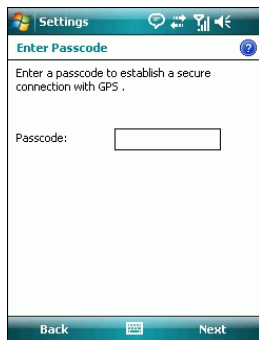 Settings
Enter Passcode
Enter a passcode to establish a secure
connection with GPS .
Passcode:
Back Next